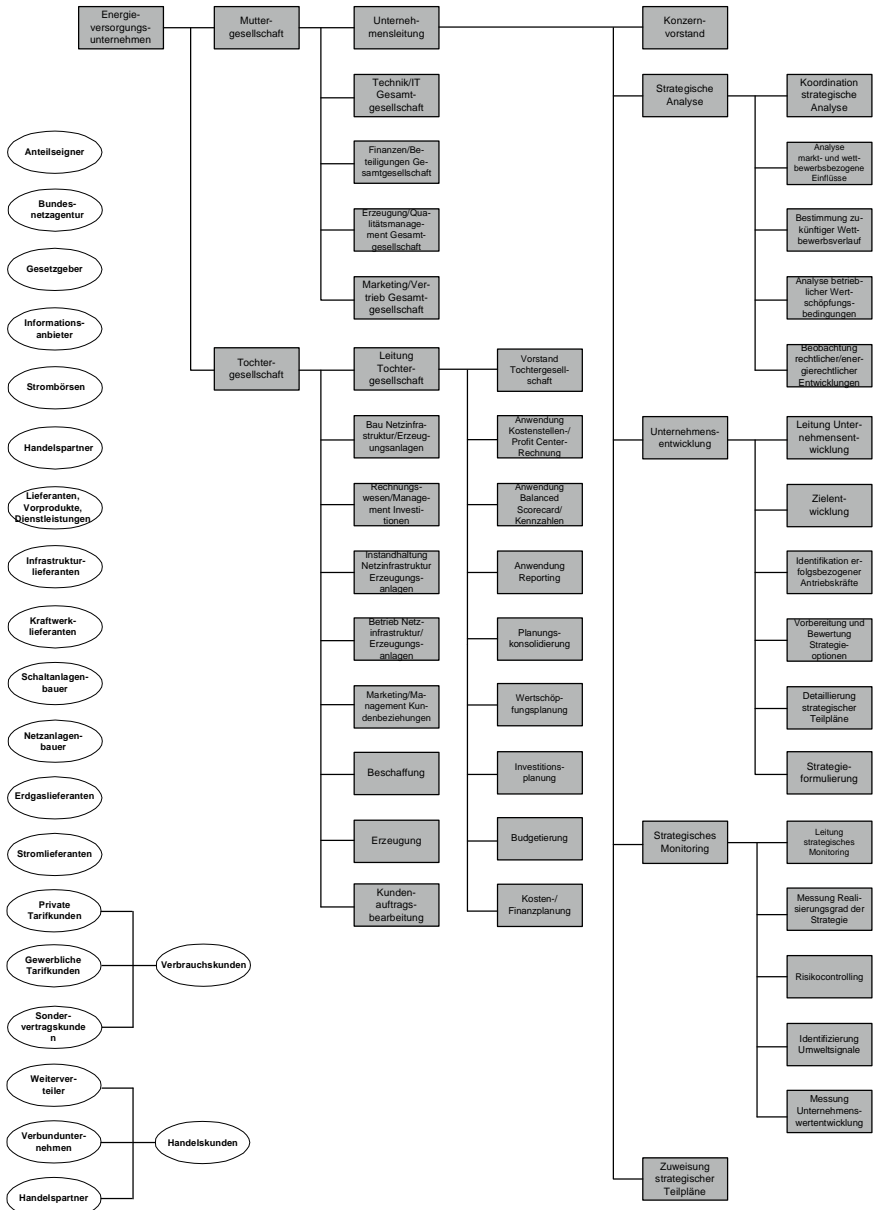 Energie-
versorgungs-
unternehmen
Mutter-
gesellschaft
Unterneh-
mensleitung
Technik/IT
Gesamt-
gesellschaft
Finanzen/Be-
teiligungen Ge-
samtgesellschaft
Erzeugung/Qua-
litätsmanage-
ment Gesamt-
gesellschaft
Marketing/Ver-
trieb Gesamt-
gesellschaft
Tochter-
gesellschaft
Leitung
Tochter-
gesellschaft
Bau Netzinfra-
struktur/Erzeug-
ungsanlagen
Rechnungs-
wesen/Manage-
ment Investi-
tionen
Instandhaltung
Netzinfrastruktur
Erzeugungs-
anlagen
Betrieb Netz-
infrastruktur/
Erzeugungs-
anlagen
Marketing/Ma-
nagement Kun-
denbeziehungen
Beschaffung
Erzeugung
Kunden-
auftrags-
bearbeitung
Vorstand
Tochtergesell-
schaft
Anwendung
Kostenstellen-/
Profit Center-
Rechnung
Anwendung
Balanced
Scorecard/
Kennzahlen
Anwendung
Reporting
Planungs-
konsolidierung
Wertschöp-
fungsplanung
Investitions-
planung
Budgetierung
Kosten-/
Finanzplanung
Konzern-
vorstand
Strategische
Analyse
Koordination
strategische
Analyse
Analyse
markt- und wett-
bewerbsbezogene
Einflüsse
Bestimmung zu-
künftiger Wett-
bewerbsverlauf
Analyse betrieb-
licher Wert-
schöpfungs-
bedingungen
Beobachtung
rechtlicher/ener-
gierechtlicher
Entwicklungen
Unternehmens-
entwicklung
Leitung Unter-
nehmensent-
wicklung
Zielent-
wicklung
Identifikation er-
folgsbezogener
Antriebskräfte
Vorbereitung und
Bewertung
Strategie-
optionen
Detaillierung
strategischer
Teilpläne
Strategie-
formulierung
Strategisches
Monitoring
Leitung
strategisches
Monitoring
Messung Reali-
sierungsgrad der
Strategie
Risikocontrolling
Identifizierung
Umweltsignale
Messung
Unternehmens-
wertentwicklung
Zuweisung
strategischer
Teilpläne
Anteilseigner
Bundes-
netzagentur
Gesetzgeber
Informations-
anbieter
Strombörsen
Handelspartner
Lieferanten,
Vorprodukte,
Dienstleistungen
Infrastruktur-
lieferanten
Kraftwerk-
lieferanten
Schaltanlagen-
bauer
Netzanlagen-
bauer
Erdgaslieferanten
Stromlieferanten
Private
Tarifkunden
Gewerbliche
Tarifkunden
Sonder-
vertragskunde
n
Verbrauchskunden
Weiterver-
teiler
Verbundunter-
nehmen
Handelspartner
Handelskunden